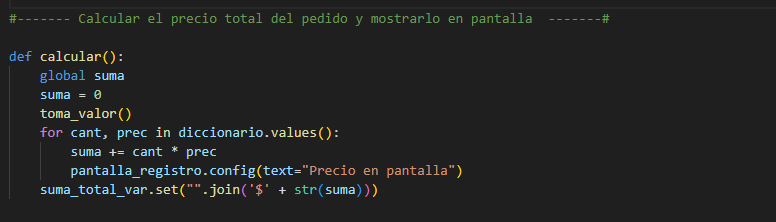 #------- Calcular el precio total del pedido y mostrarlo en pantalla  -------#
def calcular():
    global suma
    suma = 0
    toma_valor()
    for cant, prec in diccionario.values():
        suma += cant * prec
        pantalla_registro.config(text="Precio en pantalla")
    suma_total_var.set("".join('$' + str(suma)))